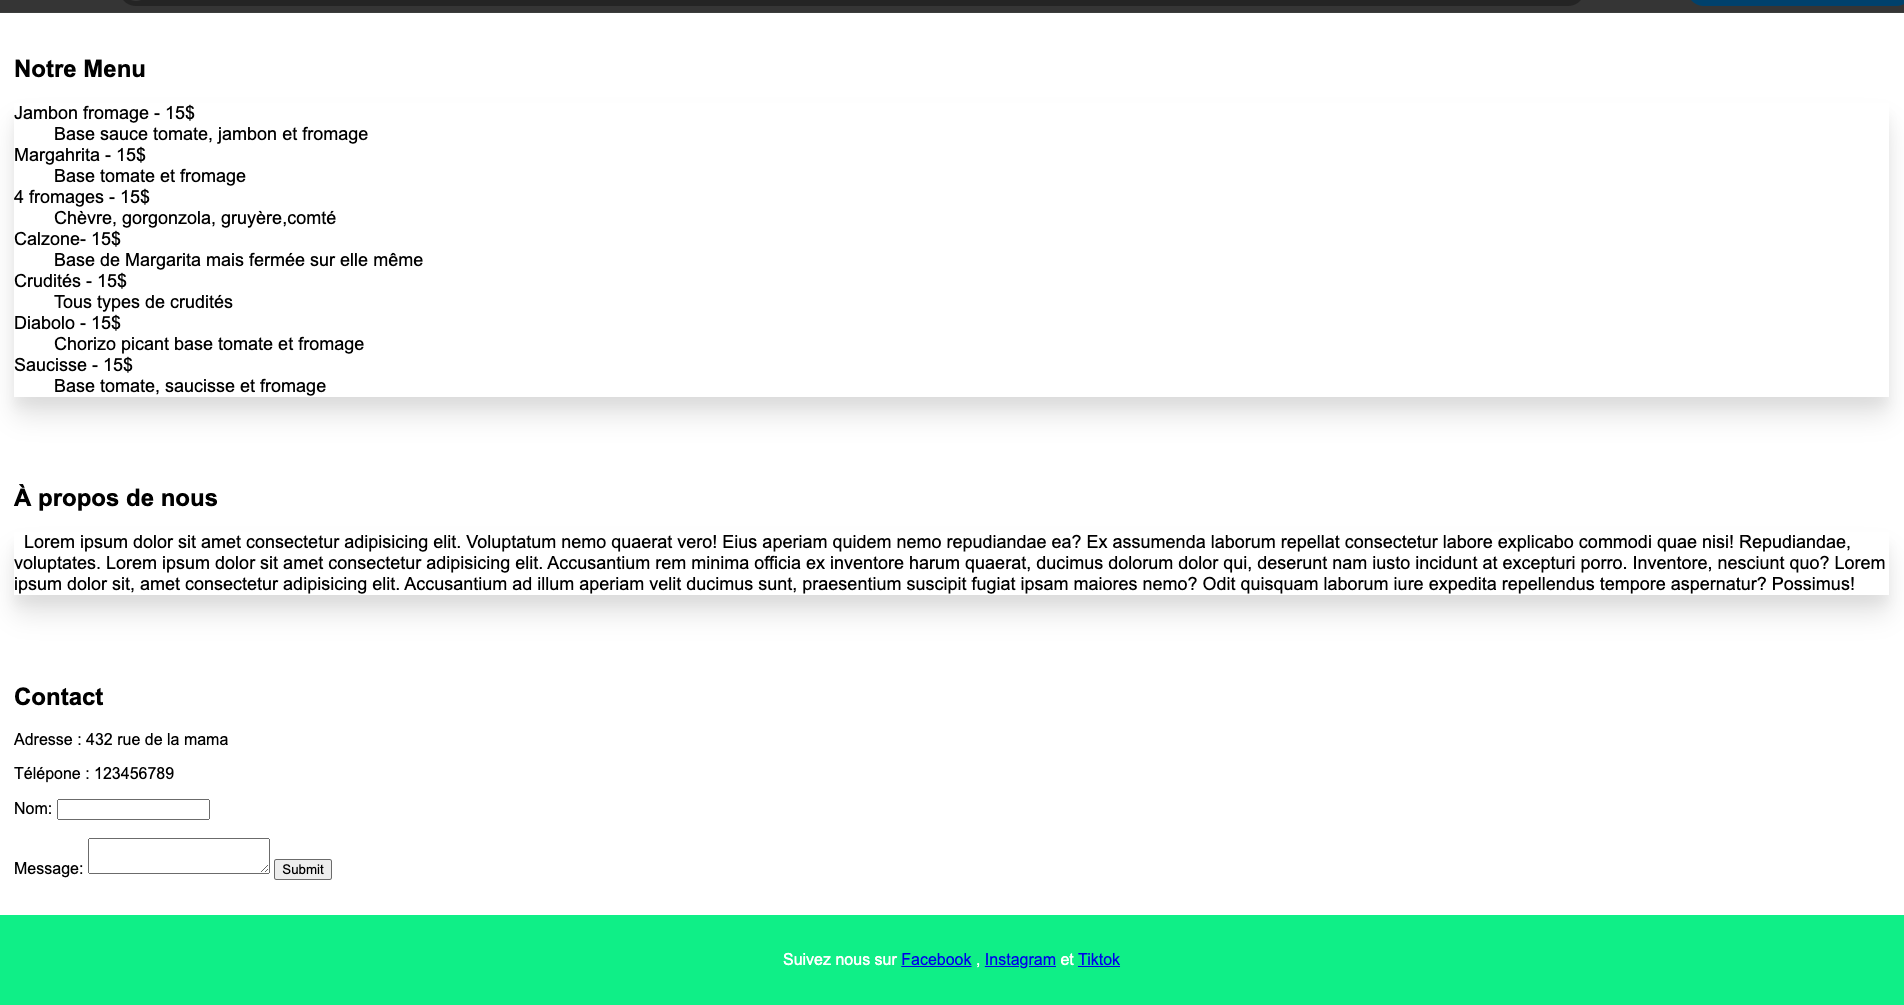 Notre Menu
Jambon fromage - 15$
Base sauce tomate, jambon et fromage
Margahrita - 15$
Base tomate et fromage
4 fromages - 15$
Chèvre, gorgonzola, gruyère,comté
Calzone- 15$
Base de Margarita mais fermée sur elle même
Crudités - 15$
Tous types de crudités
Diabolo - 15$
Chorizo picant base tomate et fromage
Saucisse - 15$
Base tomate, saucisse et fromage
À propos de nous
Lorem ipsum dolor sit amet consectetur adipisicing elit. Voluptatum nemo quaerat vero! Eius aperiam quidem nemo repudiandae ea? Ex assumenda laborum repellat consectetur labore explicabo commodi quae nisi! Repudiandae,
voluptates. Lorem ipsum dolor sit amet consectetur adipisicing elit. Accusantium rem minima officia ex inventore harum quaerat, ducimus dolorum dolor qui, deserunt nam iusto incidunt at excepturi porro. Inventore, nesciunt quo? Lorem
ipsum dolor sit, amet consectetur adipisicing elit. Accusantium ad illum aperiam velit ducimus sunt, praesentium suscipit fugiat ipsam maiores nemo? Odit quisquam laborum iure expedita repellendus tempore aspernatur? Possimus!
Contact
Adresse : 432 rue de la mama
Télépone : 123456789
Nom:
Message: Submit
Suivez nous sur Facebook , Instagram et Tiktok